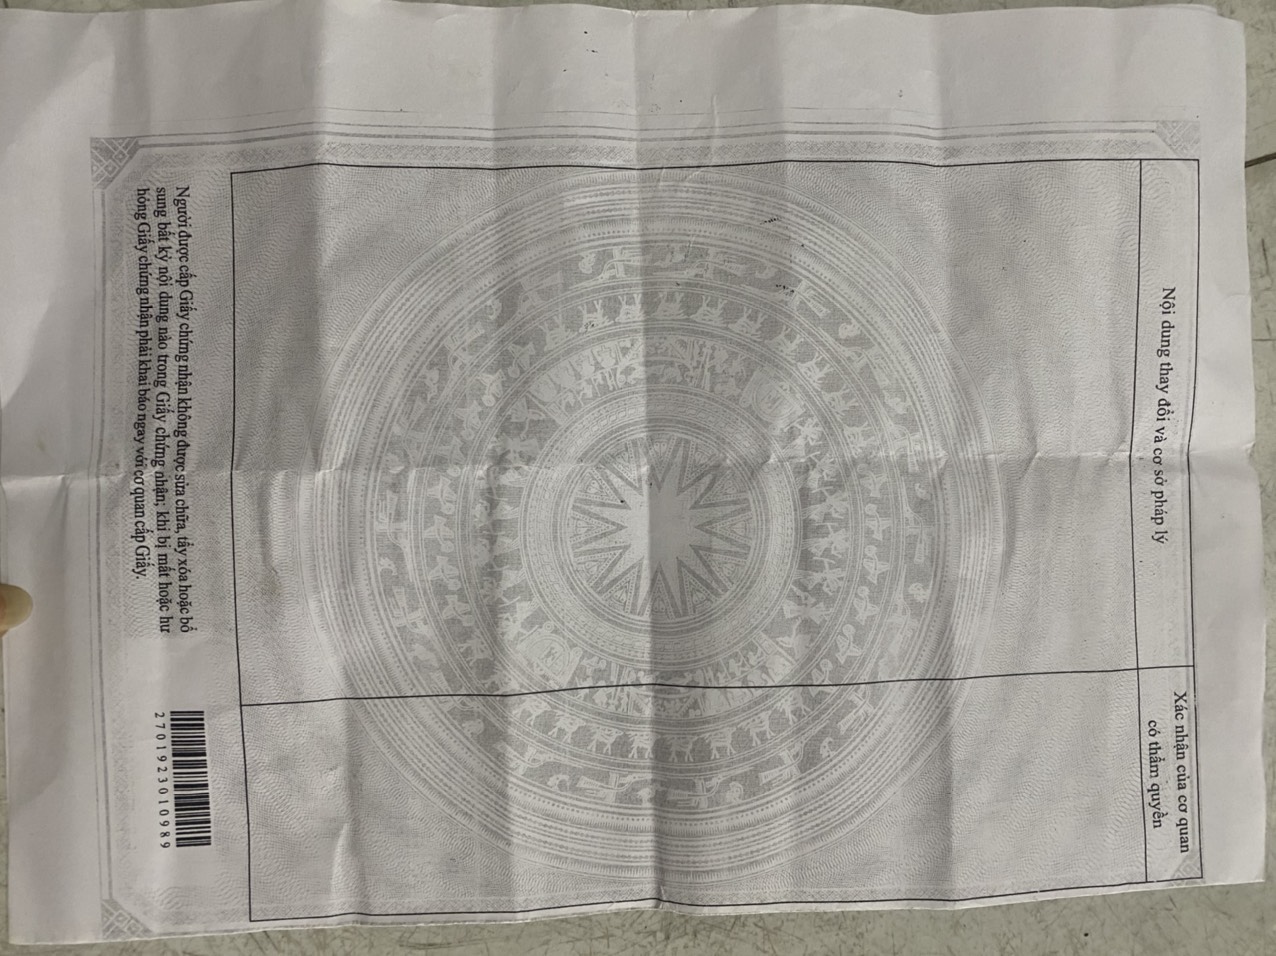 Nội dung thay đổi và cơ sở pháp lý
Xác nhận của cơ quan
có thẩm quyền
Người được cấp Giấy chứng nhận không được sửa chữa, tẩy xóa hoặc bổ
sung bất kỳ nội dung nào trong Giấy chứng nhận; khi bị mất hoặc hư
hỏng Giấy chứng nhận phải khai báo ngay với cơ quan cấp Giấy.
270192301098​9